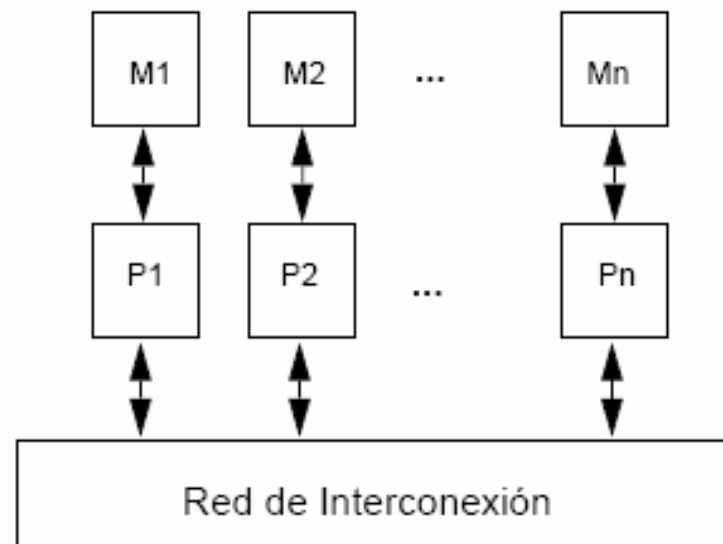 M1 M2 ... Mn
P1 P2 ... Pn
Red de Interconexión